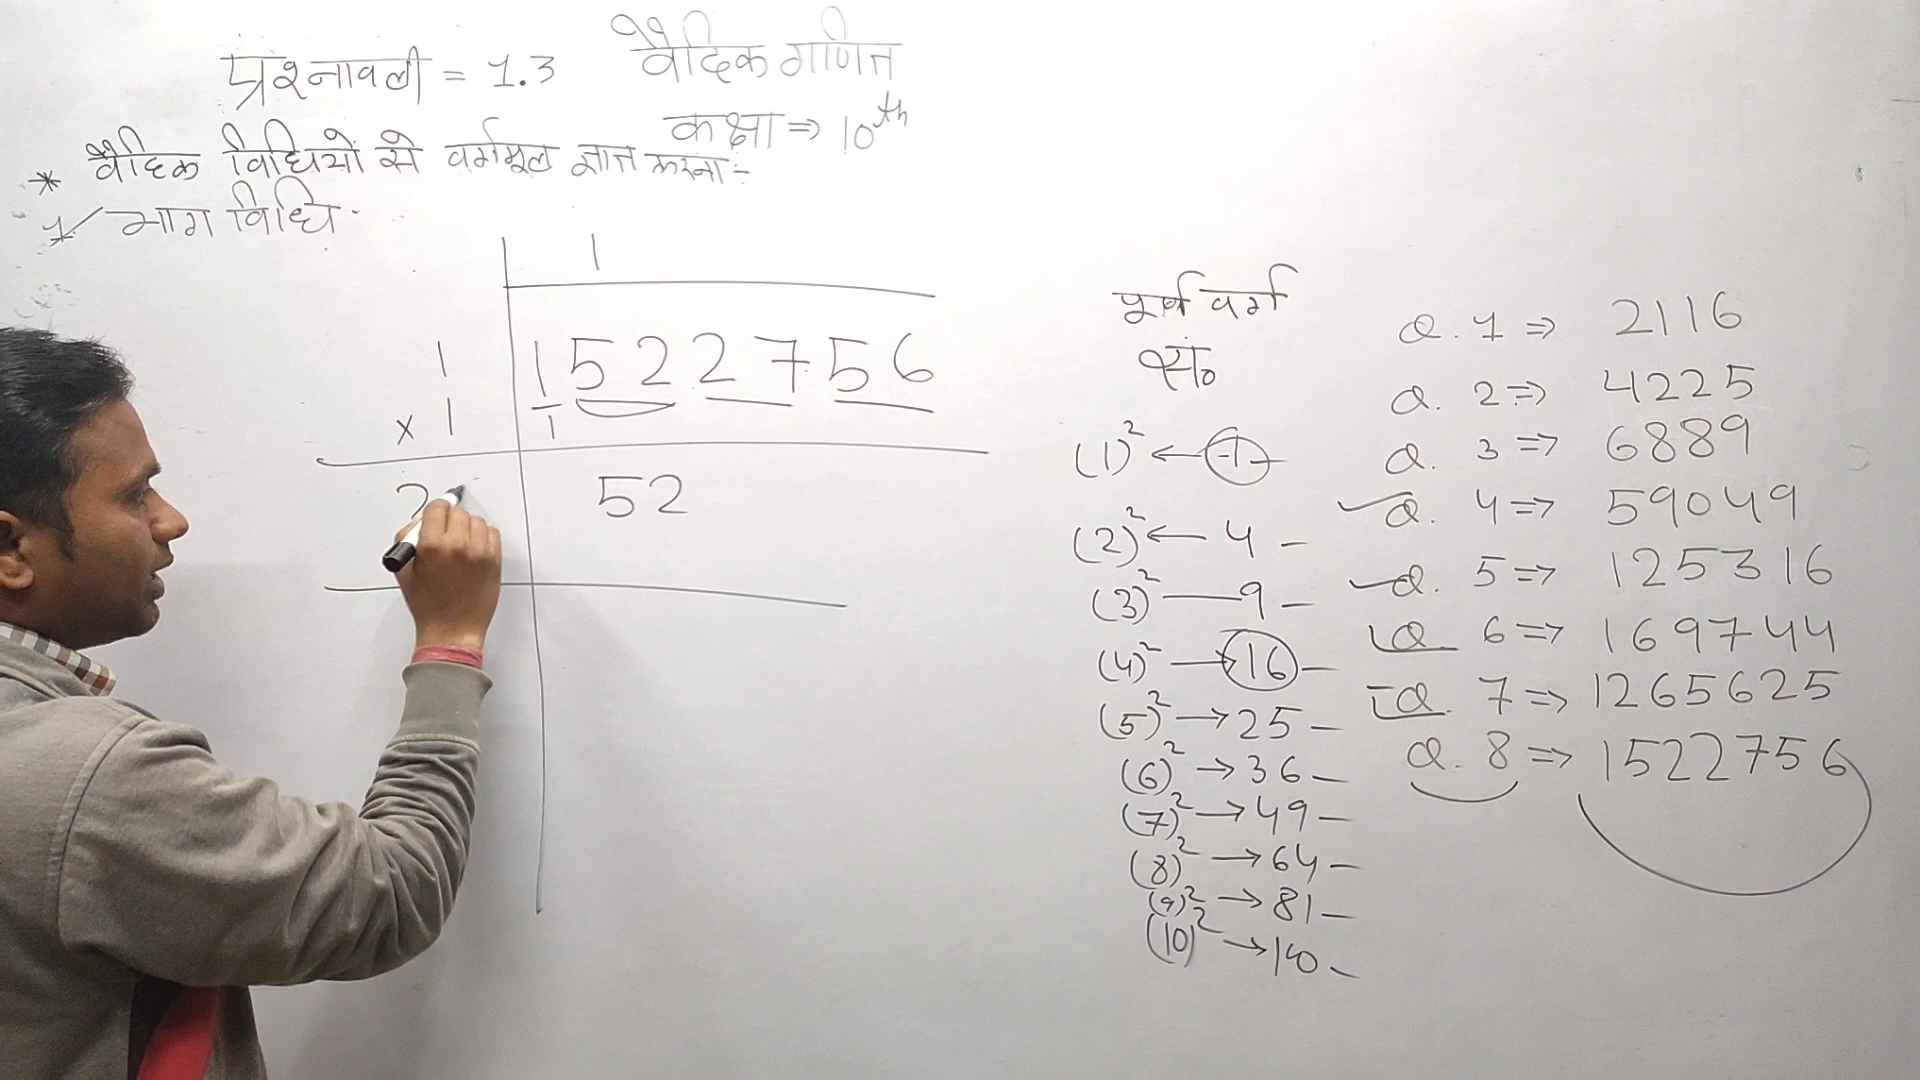 प्रश्नावली = 1.3 वैदिक गणित
कक्षा ⇒ 10th
* वैदिक विधियों से वर्गमूल ज्ञात करना :-
1 भाग विधि -
1
1 1522756
× 1 1
2 52
पूर्ण वर्ग
सं०
(1)² ← 1 -
(2)² ← 4 -
(3)² — 9 -
(4)² → 16 -
(5)² → 25 -
(6)² → 36 -
(7)² → 49 -
(8)² → 64 -
(9)² → 81 -
(10)² → 100 -
Q. 1 ⇒ 2116
Q. 2 ⇒ 4225
Q. 3 ⇒ 6889
Q. 4 ⇒ 59049
Q. 5 ⇒ 125316
Q. 6 ⇒ 169744
Q. 7 ⇒ 1265625
Q. 8 ⇒ 1522756